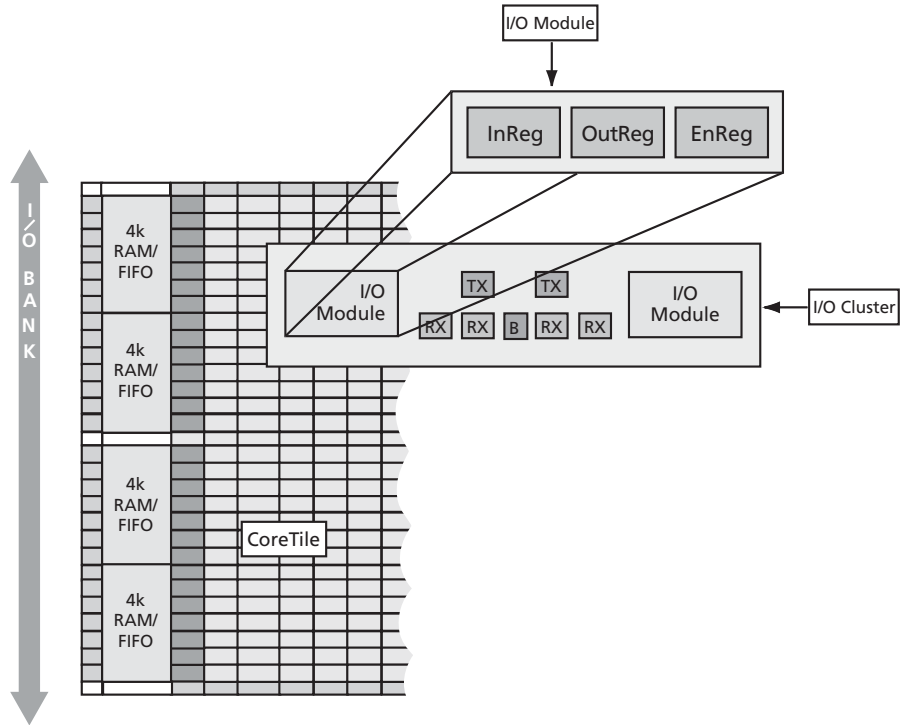 I/O Module
InReg
OutReg
EnReg
I/O BANK
4k
RAM/
FIFO
I/O
Module
TX
TX
I/O
Module
RX
RX
B
RX
RX
I/O Cluster
4k
RAM/
FIFO
4k
RAM/
FIFO
CoreTile
4k
RAM/
FIFO